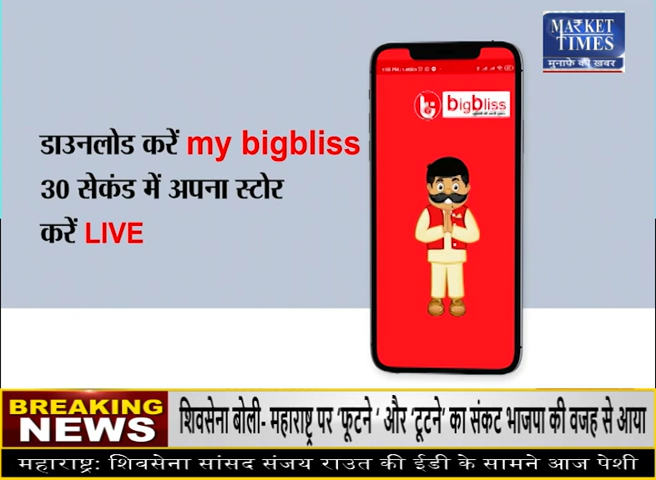 MARKET
TIMES
मुनाफे की खबर
bigbliss
डाउनलोड करें my bigbliss
30 सेकंड में अपना स्टोर
करें LIVE
BREAKING
NEWS
शिवसेना बोली- महाराष्ट्र पर 'फूटने ' और 'टूटने' का संकट भाजपा की वजह से आया
महाराष्ट्र: शिवसेना सांसद संजय राउत की ईडी के सामने आज पेशी